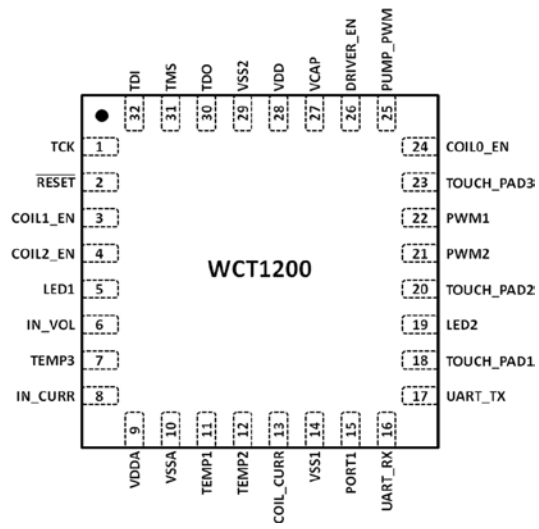 TDI
TMS
TDO
VSS2
VDD
VCAP
DRIVER_EN
PUMP_PWM
32
31
30
29
28
27
26
25
TCK 1
RESET 2
COIL1_EN 3
COIL2_EN 4
LED1 5
IN_VOL 6
TEMP3 7
IN_CURR 8
WCT1200
24 COIL0_EN
23 TOUCH_PAD3
22 PWM1
21 PWM2
20 TOUCH_PAD2
19 LED2
18 TOUCH_PAD1
17 UART_TX
9
10
11
12
13
14
15
16
VDDA
VSSA
TEMP1
TEMP2
COIL_CURR
VSS1
PORT1
UART_RX